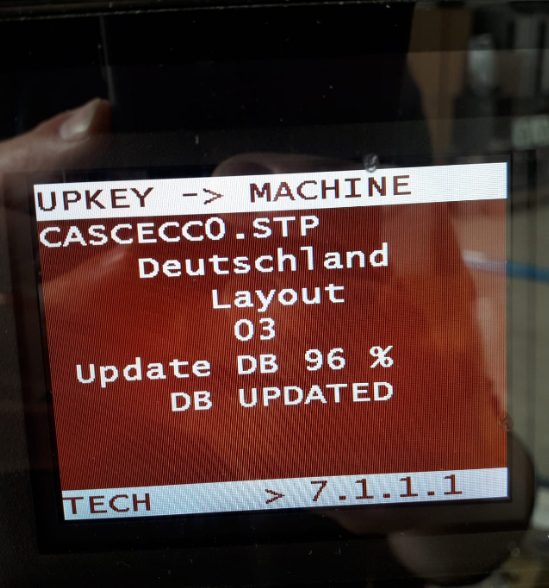 UPKEY -> MACHINE
CASCECC0.STP
Deutschland
Layout
03
Update DB 96 %
DB UPDATED
TECH > 7.1.1.1